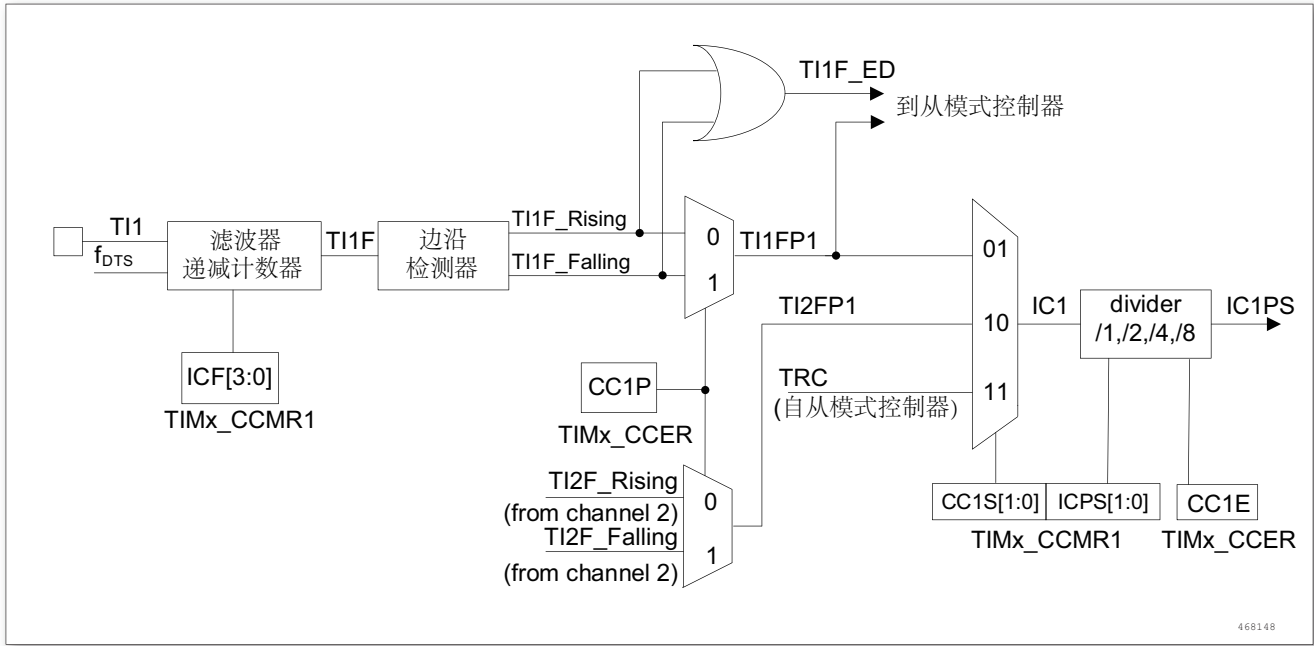 TI1F_ED
到从模式控制器
TI1
f_DTS
滤波器
递减计数器
TI1F
边沿
检测器
TI1F_Rising
TI1F_Falling
0
1
TI1FP1
01
TI2FP1
10
IC1
divider
/1,/2,/4,/8
IC1PS
TRC
(自从模式控制器)
11
ICF[3:0]
TIMx_CCMR1
CC1P
TIMx_CCER
TI2F_Rising
(from channel 2)
TI2F_Falling
(from channel 2)
0
1
CC1S[1:0]
ICPS[1:0]
CC1E
TIMx_CCMR1
TIMx_CCER
468148